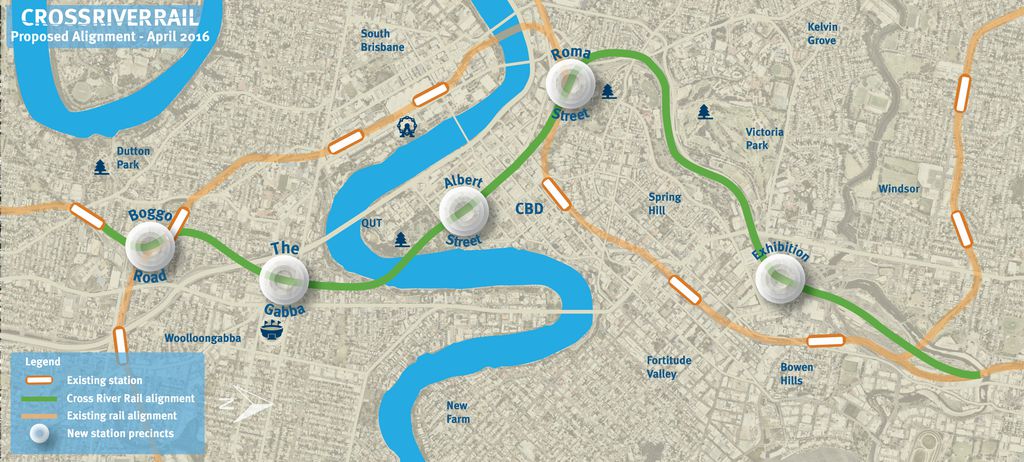 CROSSRIVERRAIL
Proposed Alignment - April 2016
South
Brisbane
Roma
Street
Kelvin
Grove
Dutton
Park
Victoria
Park
Albert
Street
CBD
Spring
Hill
Windsor
QUT
Boggo
Road
The
Gabba
Exhibition
Woolloongabba
Fortitude
Valley
Bowen
Hills
New
Farm
Legend
Existing station
Cross River Rail alignment
Existing rail alignment
New station precincts
N